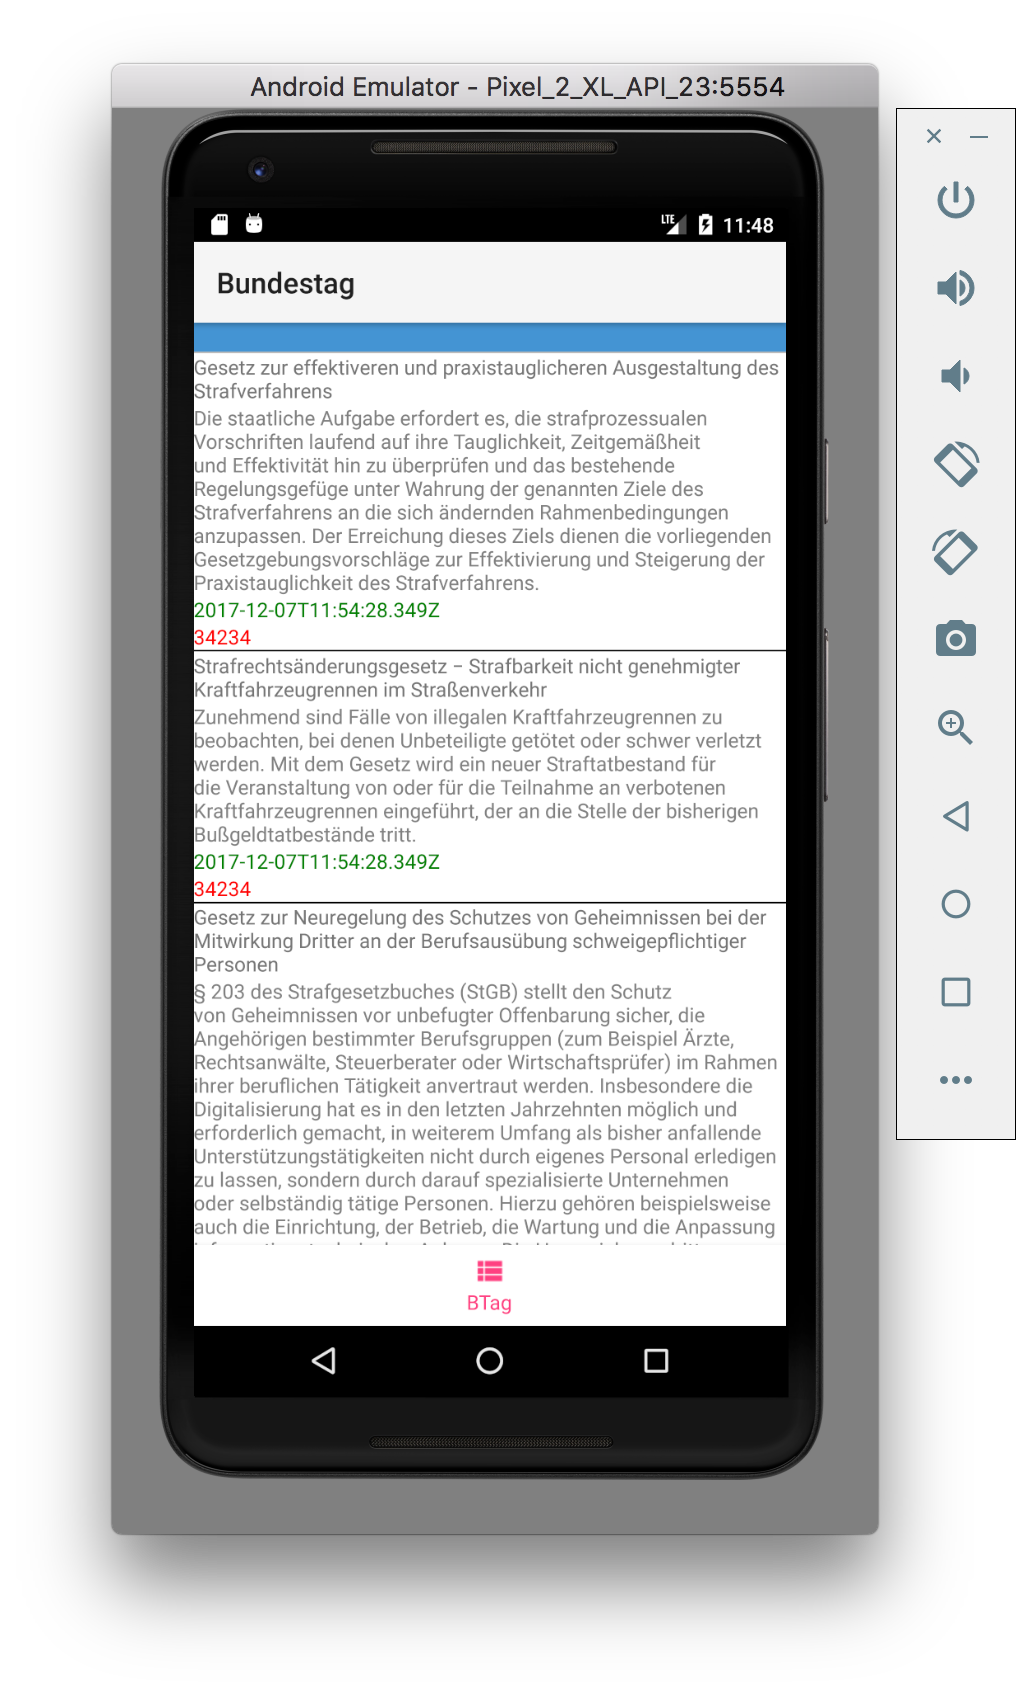 Android Emulator - Pixel_2_XL_API_23:5554
LTE 11:48
Bundestag
Gesetz zur effektiveren und praxistauglicheren Ausgestaltung des
Strafverfahrens
Die staatliche Aufgabe erfordert es, die strafprozessualen
Vorschriften laufend auf ihre Tauglichkeit, Zeitgemäßheit
und Effektivität hin zu überprüfen und das bestehende
Regelungsgefüge unter Wahrung der genannten Ziele des
Strafverfahrens an die sich ändernden Rahmenbedingungen
anzupassen. Der Erreichung dieses Ziels dienen die vorliegenden
Gesetzgebungsvorschläge zur Effektivierung und Steigerung der
Praxistauglichkeit des Strafverfahrens.
2017-12-07T11:54:28.349Z
34234
Strafrechtsänderungsgesetz – Strafbarkeit nicht genehmigter
Kraftfahrzeugrennen im Straßenverkehr
Zunehmend sind Fälle von illegalen Kraftfahrzeugrennen zu
beobachten, bei denen Unbeteiligte getötet oder schwer verletzt
werden. Mit dem Gesetz wird ein neuer Straftatbestand für
die Veranstaltung von oder für die Teilnahme an verbotenen
Kraftfahrzeugrennen eingeführt, der an die Stelle der bisherigen
Bußgeldtatbestände tritt.
2017-12-07T11:54:28.349Z
34234
Gesetz zur Neuregelung des Schutzes von Geheimnissen bei der
Mitwirkung Dritter an der Berufsausübung schweigepflichtiger
Personen
§ 203 des Strafgesetzbuches (StGB) stellt den Schutz
von Geheimnissen vor unbefugter Offenbarung sicher, die
Angehörigen bestimmter Berufsgruppen (zum Beispiel Ärzte,
Rechtsanwälte, Steuerberater oder Wirtschaftsprüfer) im Rahmen
ihrer beruflichen Tätigkeit anvertraut werden. Insbesondere die
Digitalisierung hat es in den letzten Jahrzehnten möglich und
erforderlich gemacht, in weiterem Umfang als bisher anfallende
Unterstützungstätigkeiten nicht durch eigenes Personal erledigen
zu lassen, sondern durch darauf spezialisierte Unternehmen
oder selbständig tätige Personen. Hierzu gehören beispielsweise
auch die Einrichtung, der Betrieb, die Wartung und die Anpassung
BTag